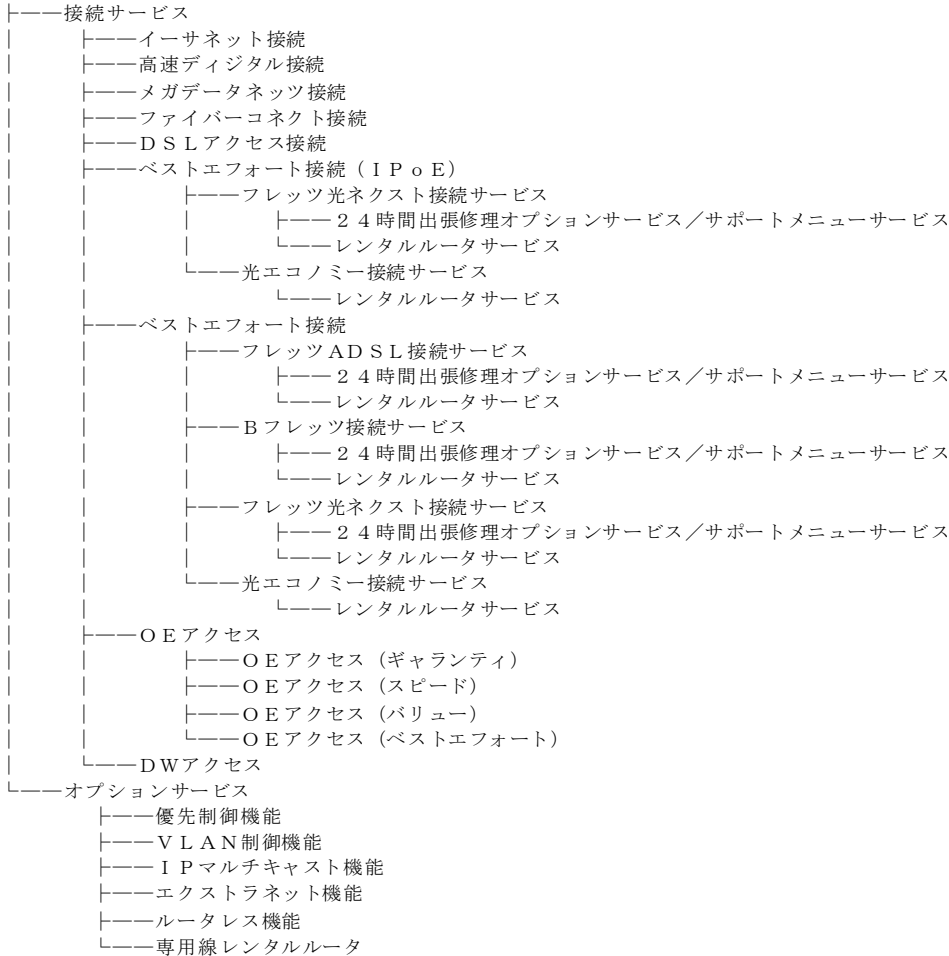 ├――接続サービス
│ ├――イーサネット接続
│ ├――高速ディジタル接続
│ ├――メガデータネッツ接続
│ ├――ファイバーコネクト接続
│ ├――ＤＳＬアクセス接続
│ ├――ベストエフォート接続（ＩＰｏＥ）
│ │ ├――フレッツ光ネクスト接続サービス
│ │ │ ├――２４時間出張修理オプションサービス／サポートメニューサービス
│ │ │ └――レンタルルータサービス
│ │ └――光エコノミー接続サービス
│ │ └――レンタルルータサービス
│ ├――ベストエフォート接続
│ │ ├――フレッツＡＤＳＬ接続サービス
│ │ │ ├――２４時間出張修理オプションサービス／サポートメニューサービス
│ │ │ └――レンタルルータサービス
│ │ ├――Ｂフレッツ接続サービス
│ │ │ ├――２４時間出張修理オプションサービス／サポートメニューサービス
│ │ │ └――レンタルルータサービス
│ │ ├――フレッツ光ネクスト接続サービス
│ │ │ ├――２４時間出張修理オプションサービス／サポートメニューサービス
│ │ │ └――レンタルルータサービス
│ │ └――光エコノミー接続サービス
│ │ └――レンタルルータサービス
│ ├――ＯＥアクセス
│ │ ├――ＯＥアクセス（ギャランティ）
│ │ ├――ＯＥアクセス（スピード）
│ │ ├――ＯＥアクセス（バリュー）
│ │ └――ＯＥアクセス（ベストエフォート）
│ └――ＤＷアクセス
└――オプションサービス
├――優先制御機能
├――ＶＬＡＮ制御機能
├――ＩＰマルチキャスト機能
├――エクストラネット機能
├――ルータレス機能
└――専用線レンタルルータ